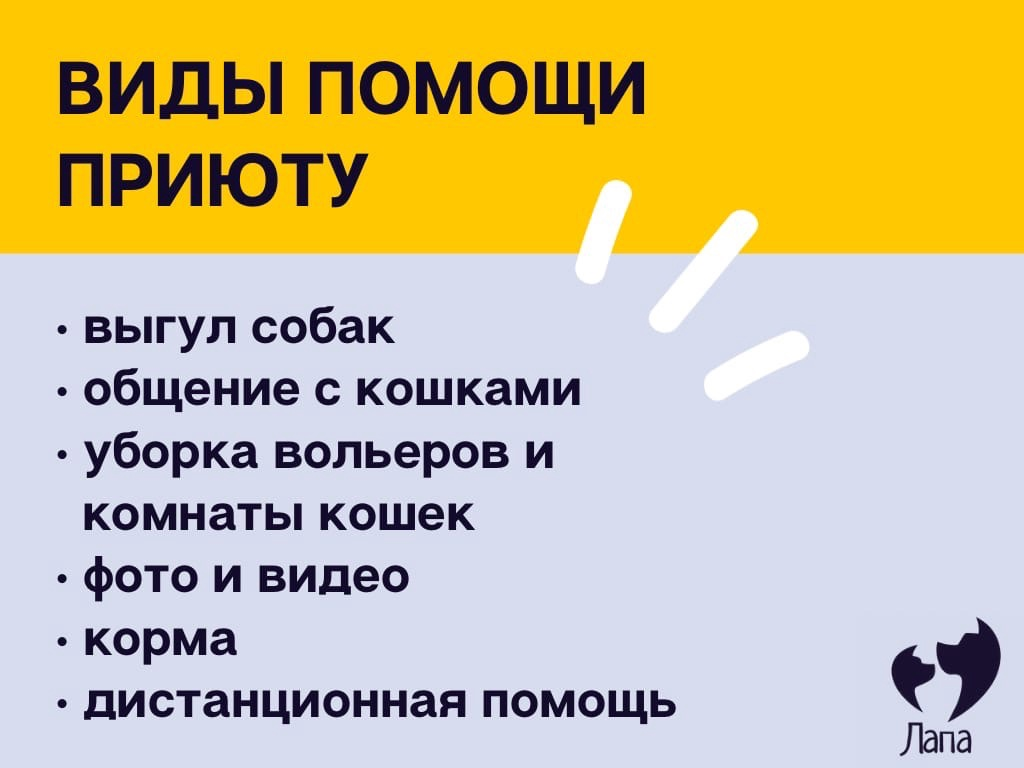 ВИДЫ ПОМОЩИ
ПРИЮТУ
· выгул собак
· общение с кошками
· уборка вольеров и
комнаты кошек
· фото и видео
· корма
· дистанционная помощь
Лапа